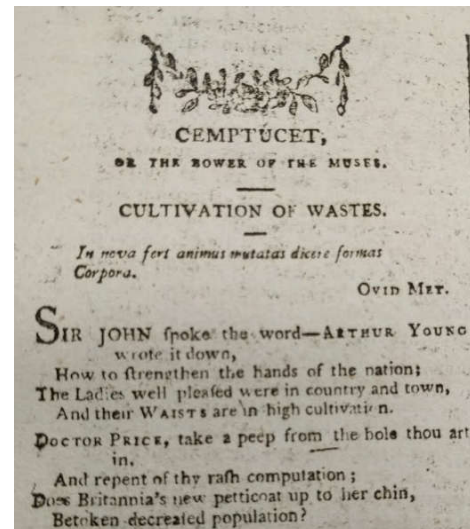 CEMPTUCET,
OR THE BOWER OF THE MUSES.
CULTIVATION OF WASTES.
In nova fert animus mutatas dicere formas
Corpora.
OVID MET.
SIR JOHN ſpoke the word—ARTHUR YOUNG
wrote it down,
How to ſtrengthen the hands of the nation;
The Ladies well pleaſed were in country and town,
And their WAISTS are in high cultivation.
DOCTOR PRICE, take a peep from the hole thou art
in,
And repent of thy raſh computation;
Does Britannia's new petticoat up to her chin,
Betoken decreaſed population?